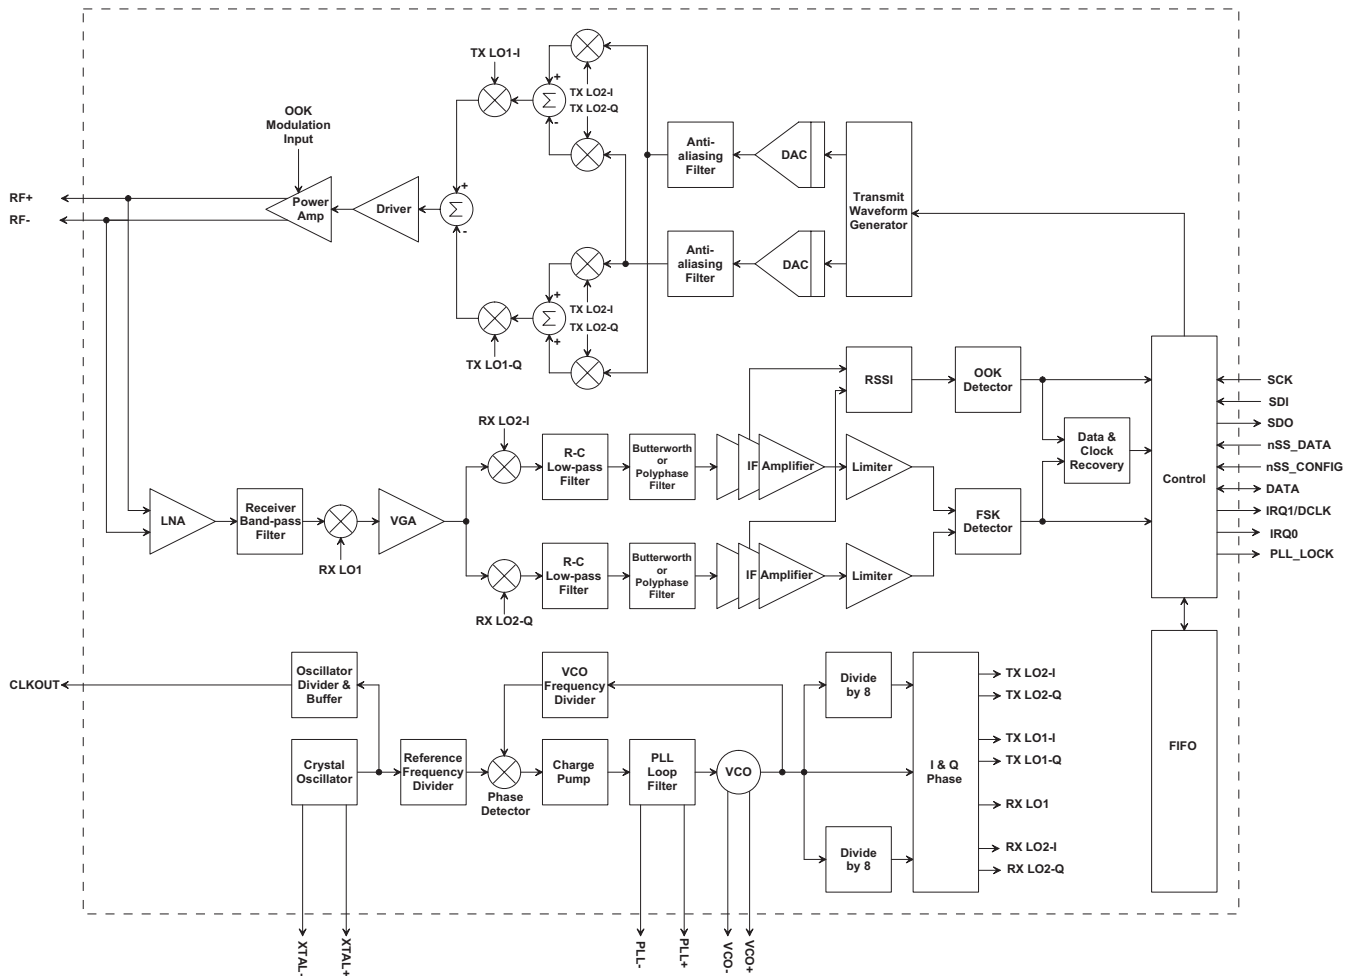 TX LO1-I
+
Σ
-
TX LO2-I
TX LO2-Q
OOK
Modulation
Input
RF+
RF-
Power
Amp
Driver
+
Σ
-
Anti-
aliasing
Filter
DAC
Transmit
Waveform
Generator
Anti-
aliasing
Filter
DAC
+
Σ
+
TX LO2-I
TX LO2-Q
TX LO1-Q
RSSI
OOK
Detector
Data &
Clock
Recovery
Control
SCK
SDI
SDO
nSS_DATA
nSS_CONFIG
DATA
IRQ1/DCLK
IRQ0
PLL_LOCK
RX LO2-I
R-C
Low-pass
Filter
Butterworth
or
Polyphase
Filter
IF Amplifier
Limiter
LNA
Receiver
Band-pass
Filter
RX LO1
VGA
FSK
Detector
RX LO2-Q
R-C
Low-pass
Filter
Butterworth
or
Polyphase
Filter
IF Amplifier
Limiter
CLKOUT
Oscillator
Divider &
Buffer
VCO
Frequency
Divider
Divide
by 8
Crystal
Oscillator
Reference
Frequency
Divider
Phase
Detector
Charge
Pump
PLL
Loop
Filter
VCO
I & Q
Phase
Divide
by 8
TX LO2-I
TX LO2-Q
TX LO1-I
TX LO1-Q
RX LO1
RX LO2-I
RX LO2-Q
FIFO
XTAL-
XTAL+
PLL-
PLL+
VCO-
VCO+